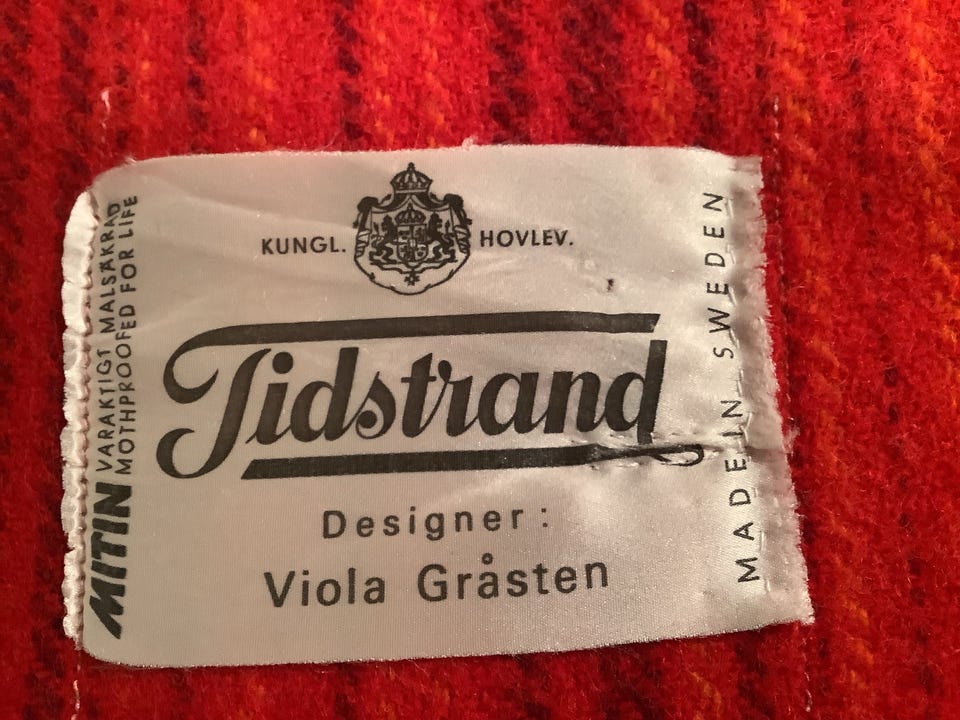 KUNGL. HOVLEV.
Tidstrand
Designer:
Viola Gråsten
MITIN VARAKTIGT MALSÄKRAD
MOTHPROOFED FOR LIFE
MADE IN SWEDEN